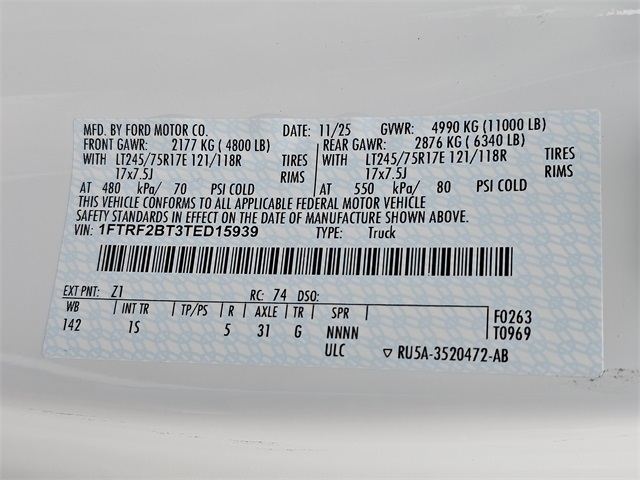 MFD. BY FORD MOTOR CO. DATE: 11/25 GVWR: 4990 KG (11000 LB)
FRONT GAWR: 2177 KG (4800 LB) REAR GAWR: 2876 KG (6340 LB)
WITH LT245/75R17E 121/118R TIRES WITH LT245/75R17E 121/118R TIRES
17x7.5J 17x7.5J
AT 480 kPa/ 70 PSI COLD AT 550 kPa/ 80 PSI COLD
THIS VEHICLE CONFORMS TO ALL APPLICABLE FEDERAL MOTOR VEHICLE
SAFETY STANDARDS IN EFFECT ON THE DATE OF MANUFACTURE SHOWN ABOVE.
VIN: 1FTRF2BT3TED15939 TYPE: Truck
EXT PNT: Z1 RC: 74 DSO:
WB INT TR TP/PS R AXLE TR SPR F0263
142 1S 5 31 G NNNN T0969
ULC RU5A-3520472-AB